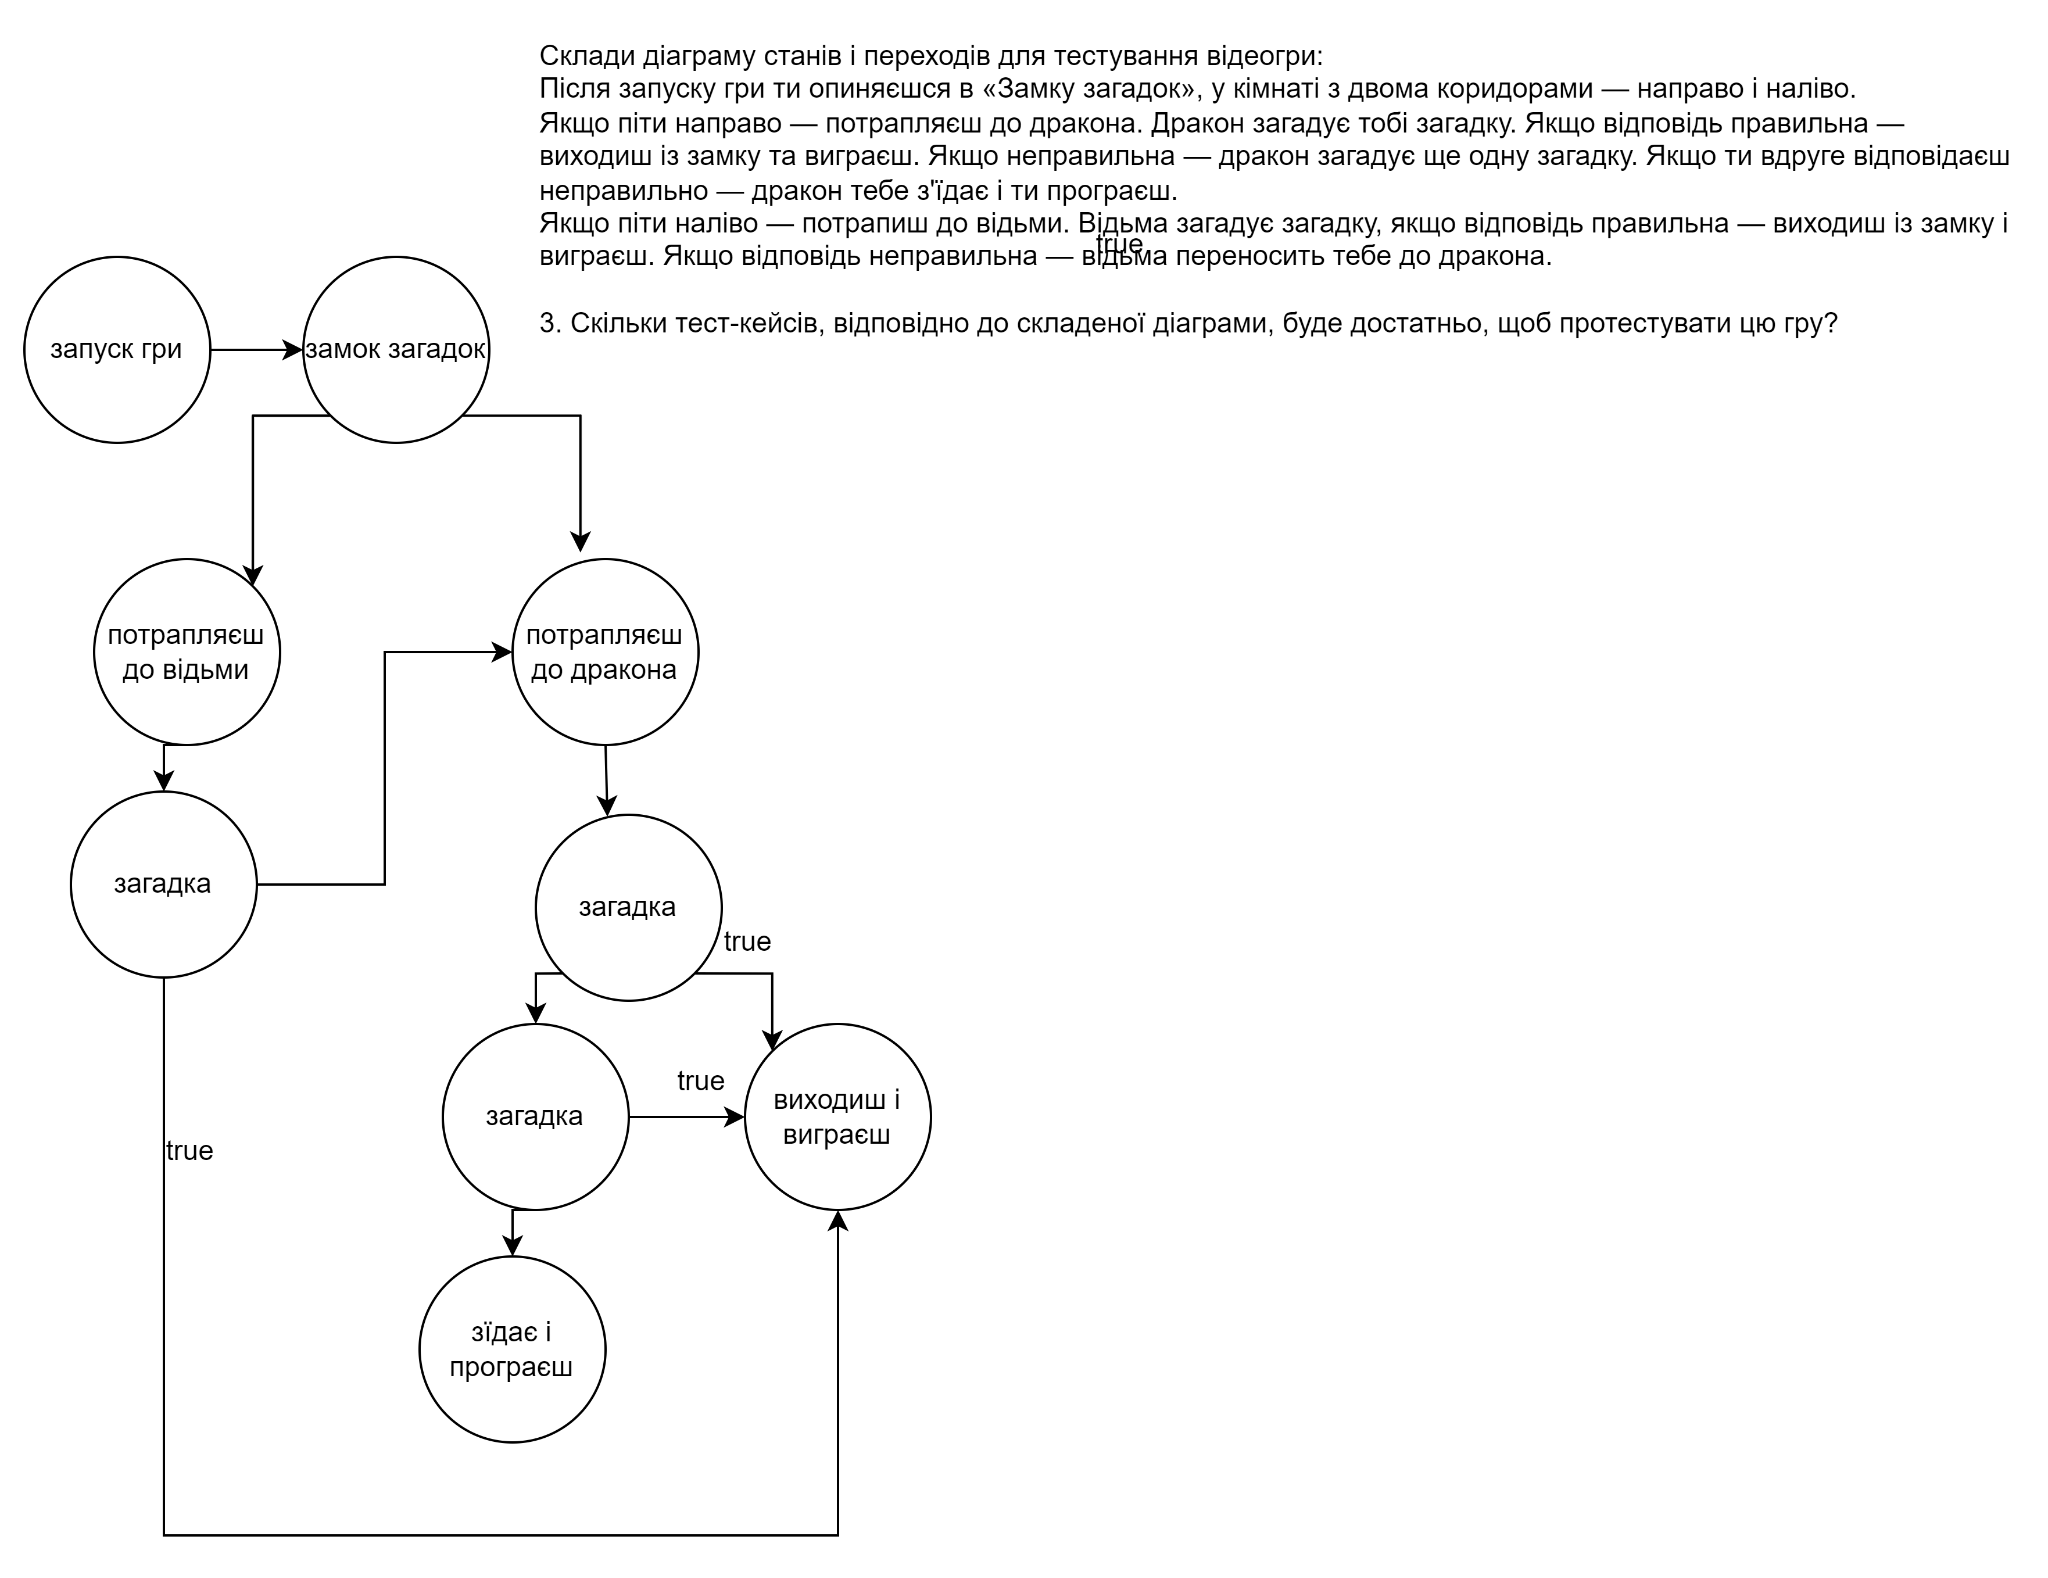 Склади діаграму станів і переходів для тестування відеогри:
Після запуску гри ти опиняєшся в «Замку загадок», у кімнаті з двома коридорами — направо і наліво.
Якщо піти направо — потрапляєш до дракона. Дракон загадує тобі загадку. Якщо відповідь правильна —
виходиш із замку та виграєш. Якщо неправильна — дракон загадує ще одну загадку. Якщо ти вдруге відповідаєш
неправильно — дракон тебе з'їдає і ти програєш.
Якщо піти наліво — потрапиш до відьми. Відьма загадує загадку, якщо відповідь правильна — виходиш із замку і
true
виграєш. Якщо відповідь неправильна — відьма переносить тебе до дракона.
3. Скільки тест-кейсів, відповідно до складеної діаграми, буде достатньо, щоб протестувати цю гру?
запуск гри
замок загадок
потрапляєш
до відьми
потрапляєш
до дракона
загадка
загадка
true
загадка
true
виходиш і
виграєш
true
зїдає і
програєш